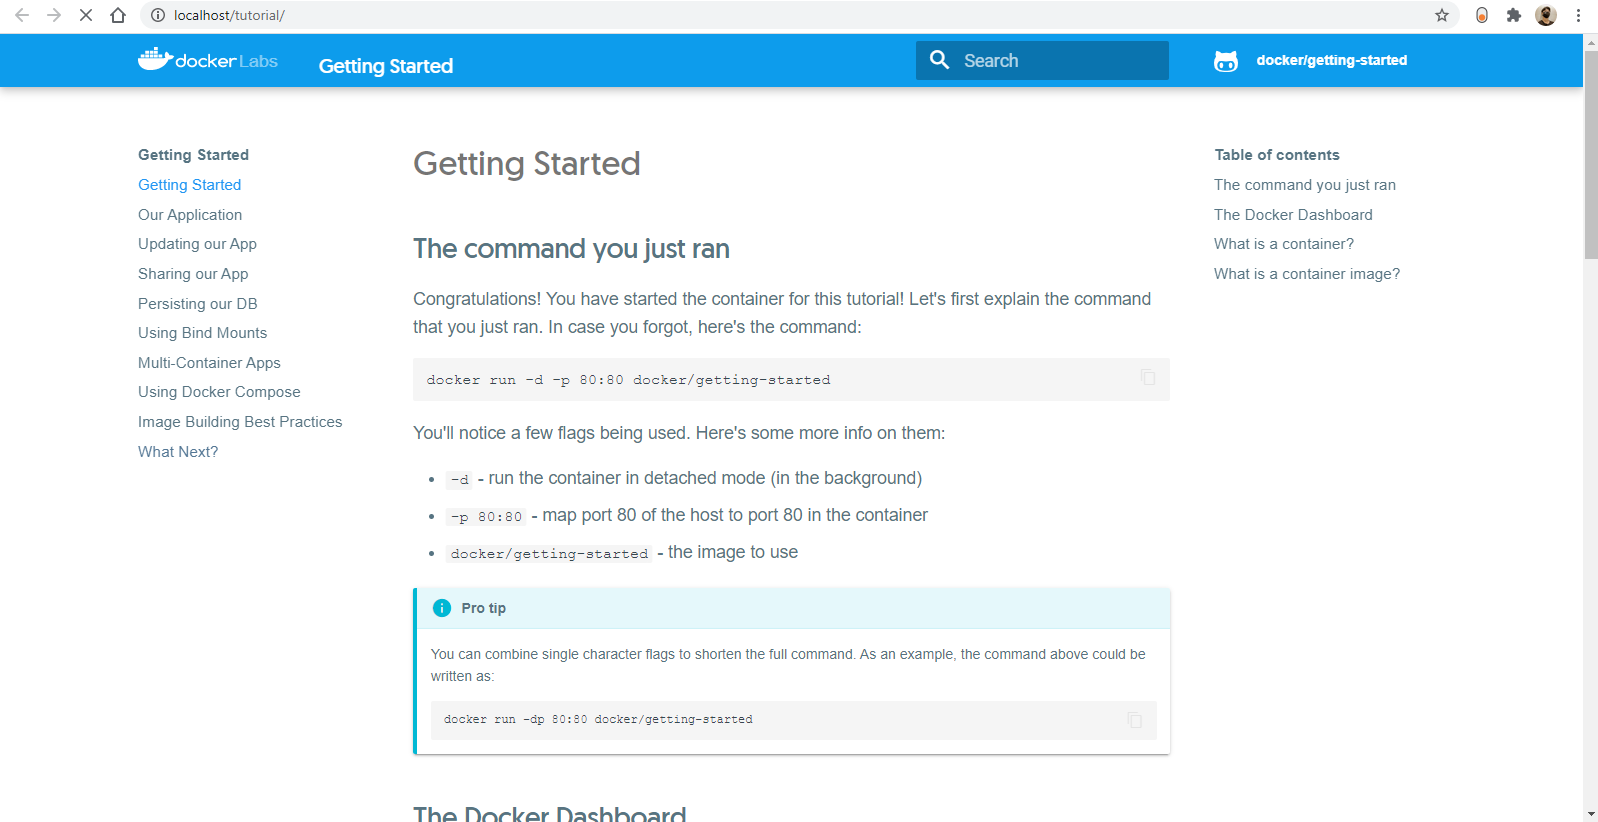 localhost/tutorial/
docker Labs
Getting Started
Search
docker/getting-started
Getting Started
Getting Started
Our Application
Updating our App
Sharing our App
Persisting our DB
Using Bind Mounts
Multi-Container Apps
Using Docker Compose
Image Building Best Practices
What Next?
Getting Started
The command you just ran
Congratulations! You have started the container for this tutorial! Let's first explain the command
that you just ran. In case you forgot, here's the command:
docker run -d -p 80:80 docker/getting-started
You'll notice a few flags being used. Here's some more info on them:
• -d - run the container in detached mode (in the background)
• -p 80:80 - map port 80 of the host to port 80 in the container
• docker/getting-started - the image to use
Pro tip
You can combine single character flags to shorten the full command. As an example, the command above could be
written as:
docker run -dp 80:80 docker/getting-started
The Docker Dashboard
Table of contents
The command you just ran
The Docker Dashboard
What is a container?
What is a container image?